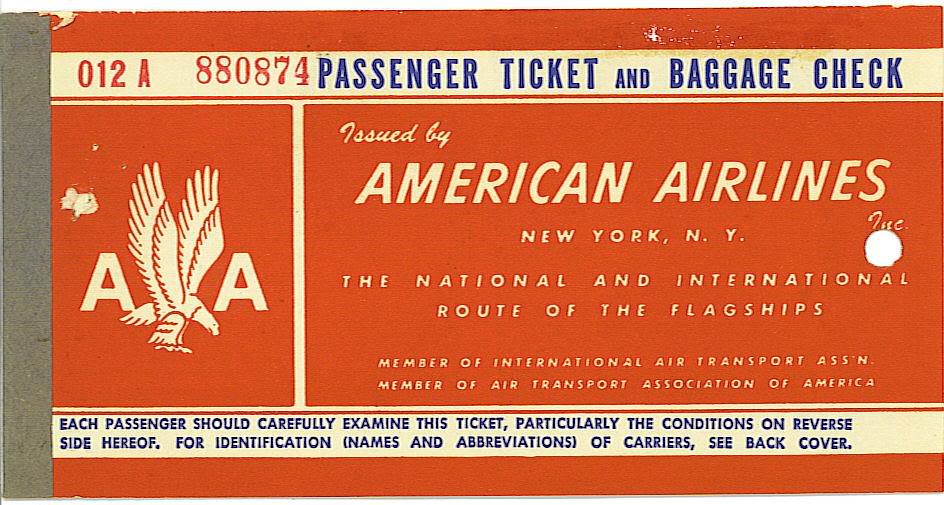 012 A 880874 PASSENGER TICKET AND BAGGAGE CHECK
Issued by
AMERICAN AIRLINES
Inc.
NEW YORK, N. Y.
THE NATIONAL AND INTERNATIONAL
ROUTE OF THE FLAGSHIPS
A A
MEMBER OF INTERNATIONAL AIR TRANSPORT ASS'N.
MEMBER OF AIR TRANSPORT ASSOCIATION OF AMERICA
EACH PASSENGER SHOULD CAREFULLY EXAMINE THIS TICKET, PARTICULARLY THE CONDITIONS ON REVERSE
SIDE HEREOF. FOR IDENTIFICATION (NAMES AND ABBREVIATIONS) OF CARRIERS, SEE BACK COVER.